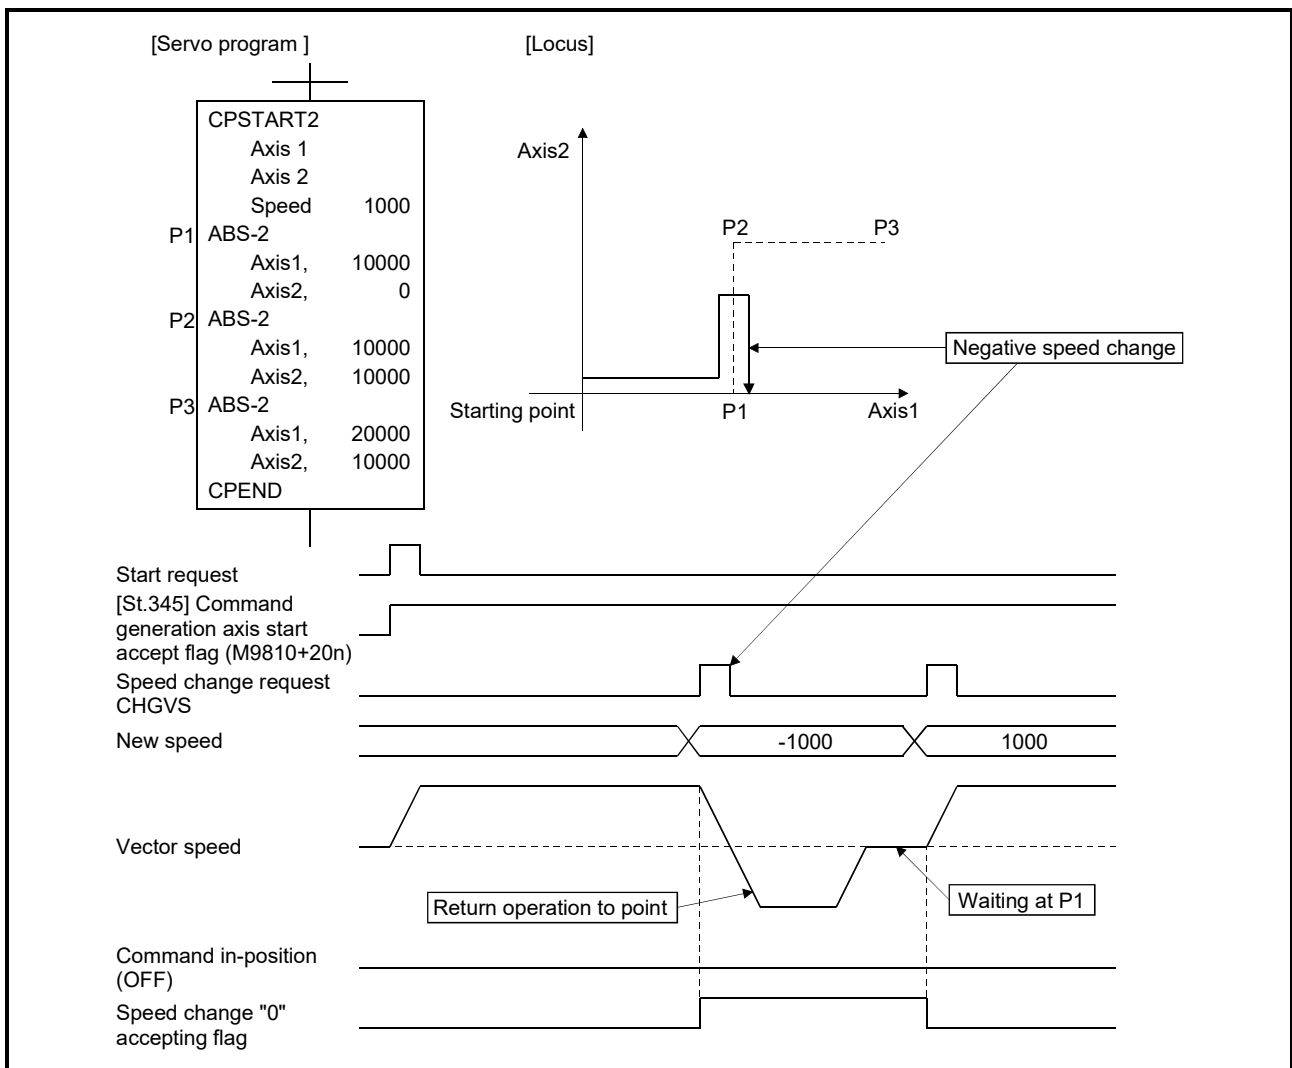 [Servo program ]
[Locus]
CPSTART2
Axis 1
Axis 2
Speed 1000
P1 ABS-2
Axis1, 10000
Axis2, 0
P2 ABS-2
Axis1, 10000
Axis2, 10000
P3 ABS-2
Axis1, 20000
Axis2, 10000
CPEND
Axis2
P2 P3
Negative speed change
Starting point P1 Axis1
Start request
[St.345] Command
generation axis start
accept flag (M9810+20n)
Speed change request
CHGVS
New speed -1000 1000
Vector speed
Return operation to point
Waiting at P1
Command in-position
(OFF)
Speed change "0"
accepting flag